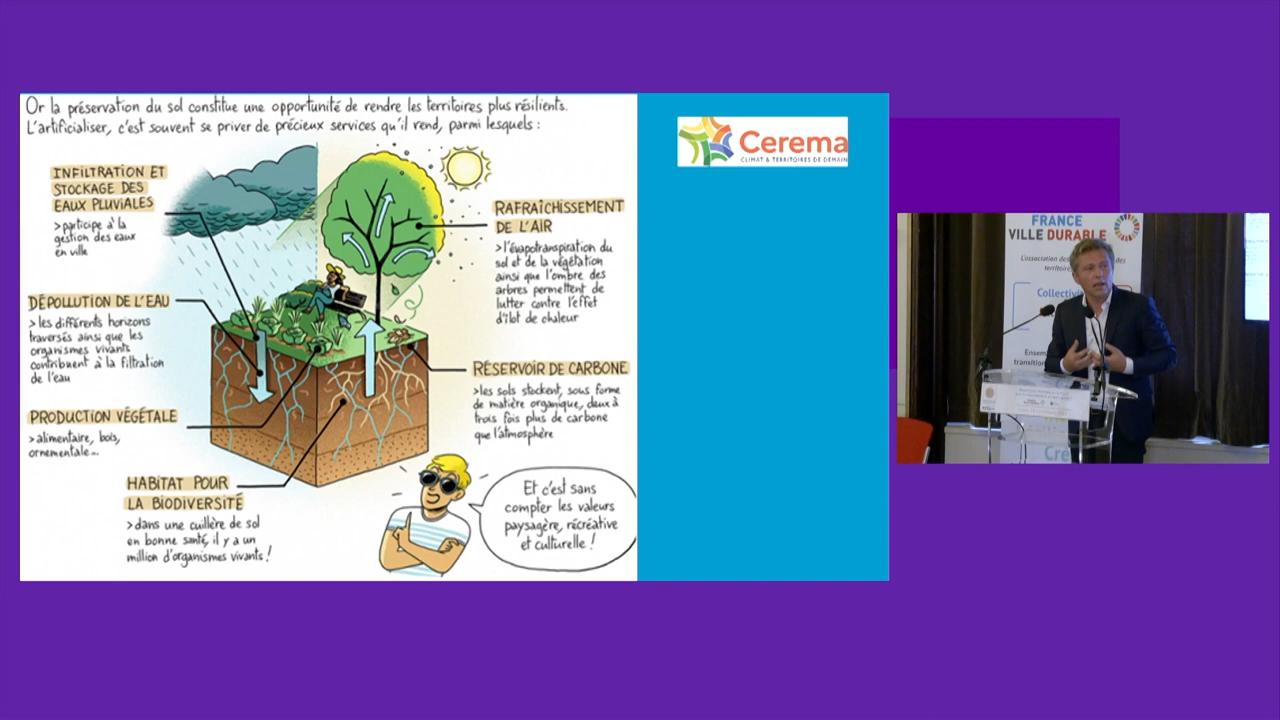 Or la préservation du sol constitue une opportunité de rendre les territoires plus résilients.
L'artificialiser, c'est souvent se priver de précieux services qu'il rend, parmi lesquels :
INFILTRATION ET
STOCKAGE DES
EAUX PLUVIALES
>participe à la
gestion des eaux
en ville
DÉPOLLUTION DE L'EAU
>les différents horizons
traversés ainsi que les
organismes vivants
contribuent à la filtration
de l'eau
PRODUCTION VÉGÉTALE
>alimentaire, bois,
ornementale...
HABITAT POUR
LA BIODIVERSITÉ
>dans une cuillère de sol
en bonne santé, il y a un
million d'organismes vivants !
RAFRAÎCHISSEMENT
DE L'AIR
>l'évapotranspiration du
sol et de la végétation
ainsi que l'ombre des
arbres permettent de
lutter contre l'effet
d'îlot de chaleur
RÉSERVOIR DE CARBONE
>les sols stockent, sous forme
de matière organique, deux à
trois fois plus de carbone
que l'atmosphère
Et c'est sans
compter les valeurs
paysagère, récréative
et culturelle !
Cerema
CLIMAT & TERRITOIRES DE DEMAIN
FRANCE
VILLE DURABLE
L'association des
des
Cré